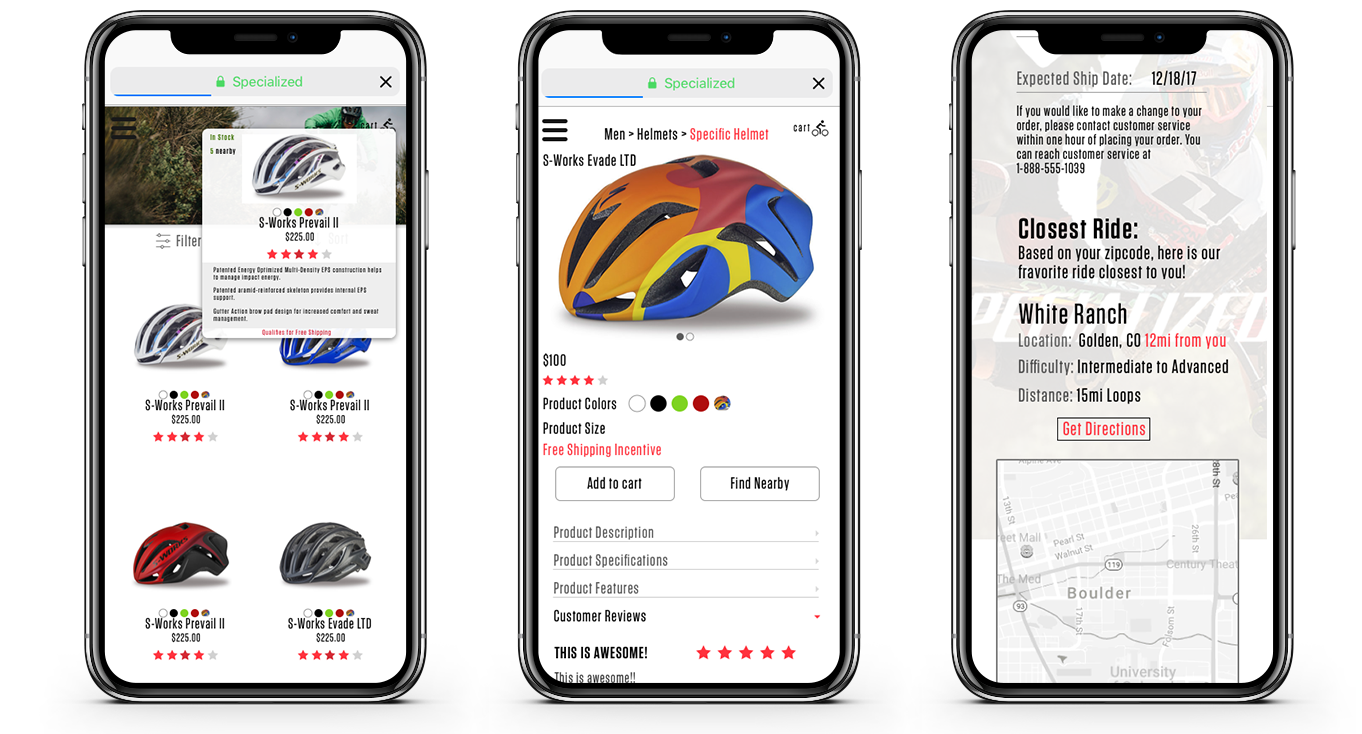 Specialized
cart
In Stock
5 nearby
S-WORKS
S-Works Prevail II
$225.00
Filter
Sort
Patented Energy Optimized Multi-Density EPS construction helps
to manage impact energy.
Patented aramid-reinforced skeleton provides internal EPS
support.
Gutter Action brow pad design for increased comfort and sweat
management.
Qualifies for Free Shipping
S-WORKS
S-Works Prevail II
$225.00
S-Works Prevail II
$225.00
S-WORKS
S-Works Prevail II
$225.00
S-Works Evade LTD
$225.00
Specialized
Men > Helmets > Specific Helmet
cart
S-Works Evade LTD
$100
Product Colors
Product Size
Free Shipping Incentive
Add to cart
Find Nearby
Product Description
Product Specifications
Product Features
Customer Reviews
THIS IS AWESOME!
This is awesome!!
Expected Ship Date: 12/18/17
If you would like to make a change to your
order, please contact customer service
within one hour of placing your order. You
can reach customer service at
1-888-555-1039
Closest Ride:
Based on your zipcode, here is our
fravorite ride closest to you!
SPECIALIZED
White Ranch
Location: Golden, CO 12mi from you
Difficulty: Intermediate to Advanced
Distance: 15mi Loops
Get Directions
Alpine Ave
28th St
13th St
Pearl St
Walnut St
26th St
reet Mall
119
Century Theat
The Med
Boulder
93
17th St
Folsom St
University